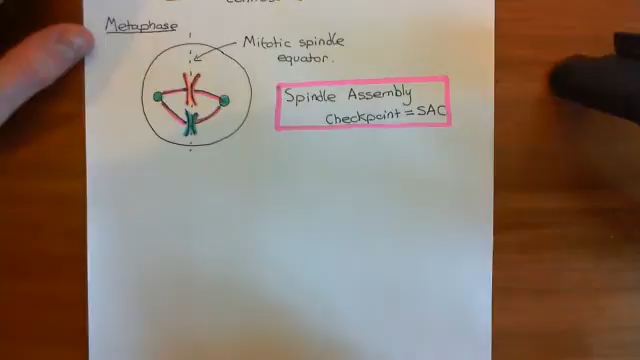 Metaphase
Mitotic spindle
equator.
Spindle Assembly
Checkpoint = SAC